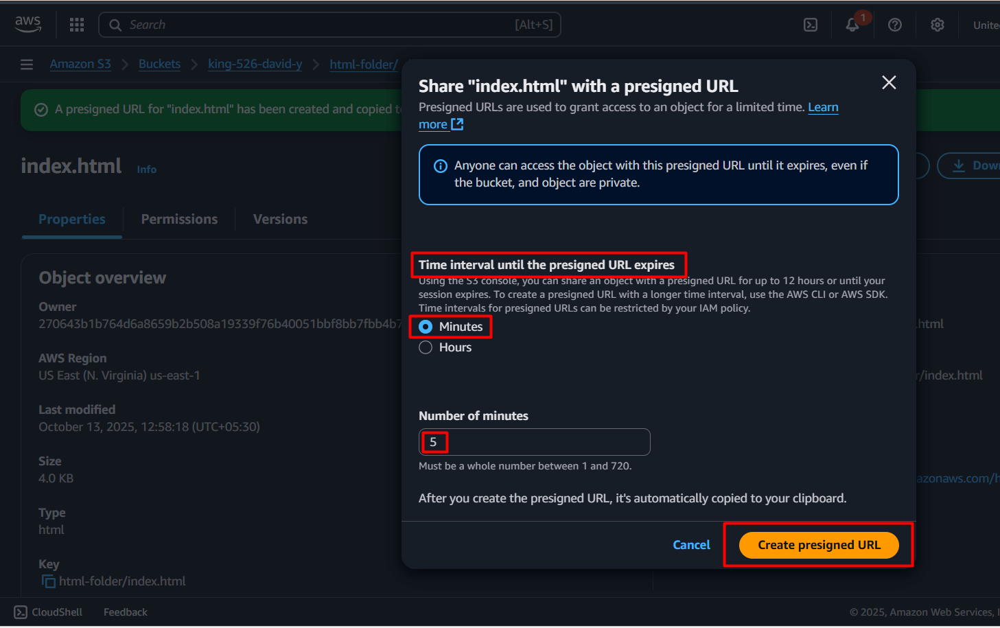 aws
Search [Alt+S]
1
Unite
Amazon S3 > Buckets > king-526-david-y > html-folder/
A presigned URL for "index.html" has been created and copied t
index.html Info
Dow
Properties Permissions Versions
Object overview
Owner
270643b1b764d6a8659b2b508a19339f76b40051bbf8bb7fbb4b7
AWS Region
US East (N. Virginia) us-east-1
Last modified
October 13, 2025, 12:58:18 (UTC+05:30)
Size
4.0 KB
Type
html
Key
html-folder/index.html
.html
/index.html
azonaws.com/h
Share "index.html" with a presigned URL
Presigned URLs are used to grant access to an object for a limited time. Learn
more
Anyone can access the object with this presigned URL until it expires, even if
the bucket, and object are private.
Time interval until the presigned URL expires
Using the S3 console, you can share an object with a presigned URL for up to 12 hours or until your
session expires. To create a presigned URL with a longer time interval, use the AWS CLI or AWS SDK.
Time intervals for presigned URLs can be restricted by your IAM policy.
Minutes
Hours
Number of minutes
5
Must be a whole number between 1 and 720.
After you create the presigned URL, it's automatically copied to your clipboard.
Cancel Create presigned URL
CloudShell Feedback
© 2025, Amazon Web Services, I